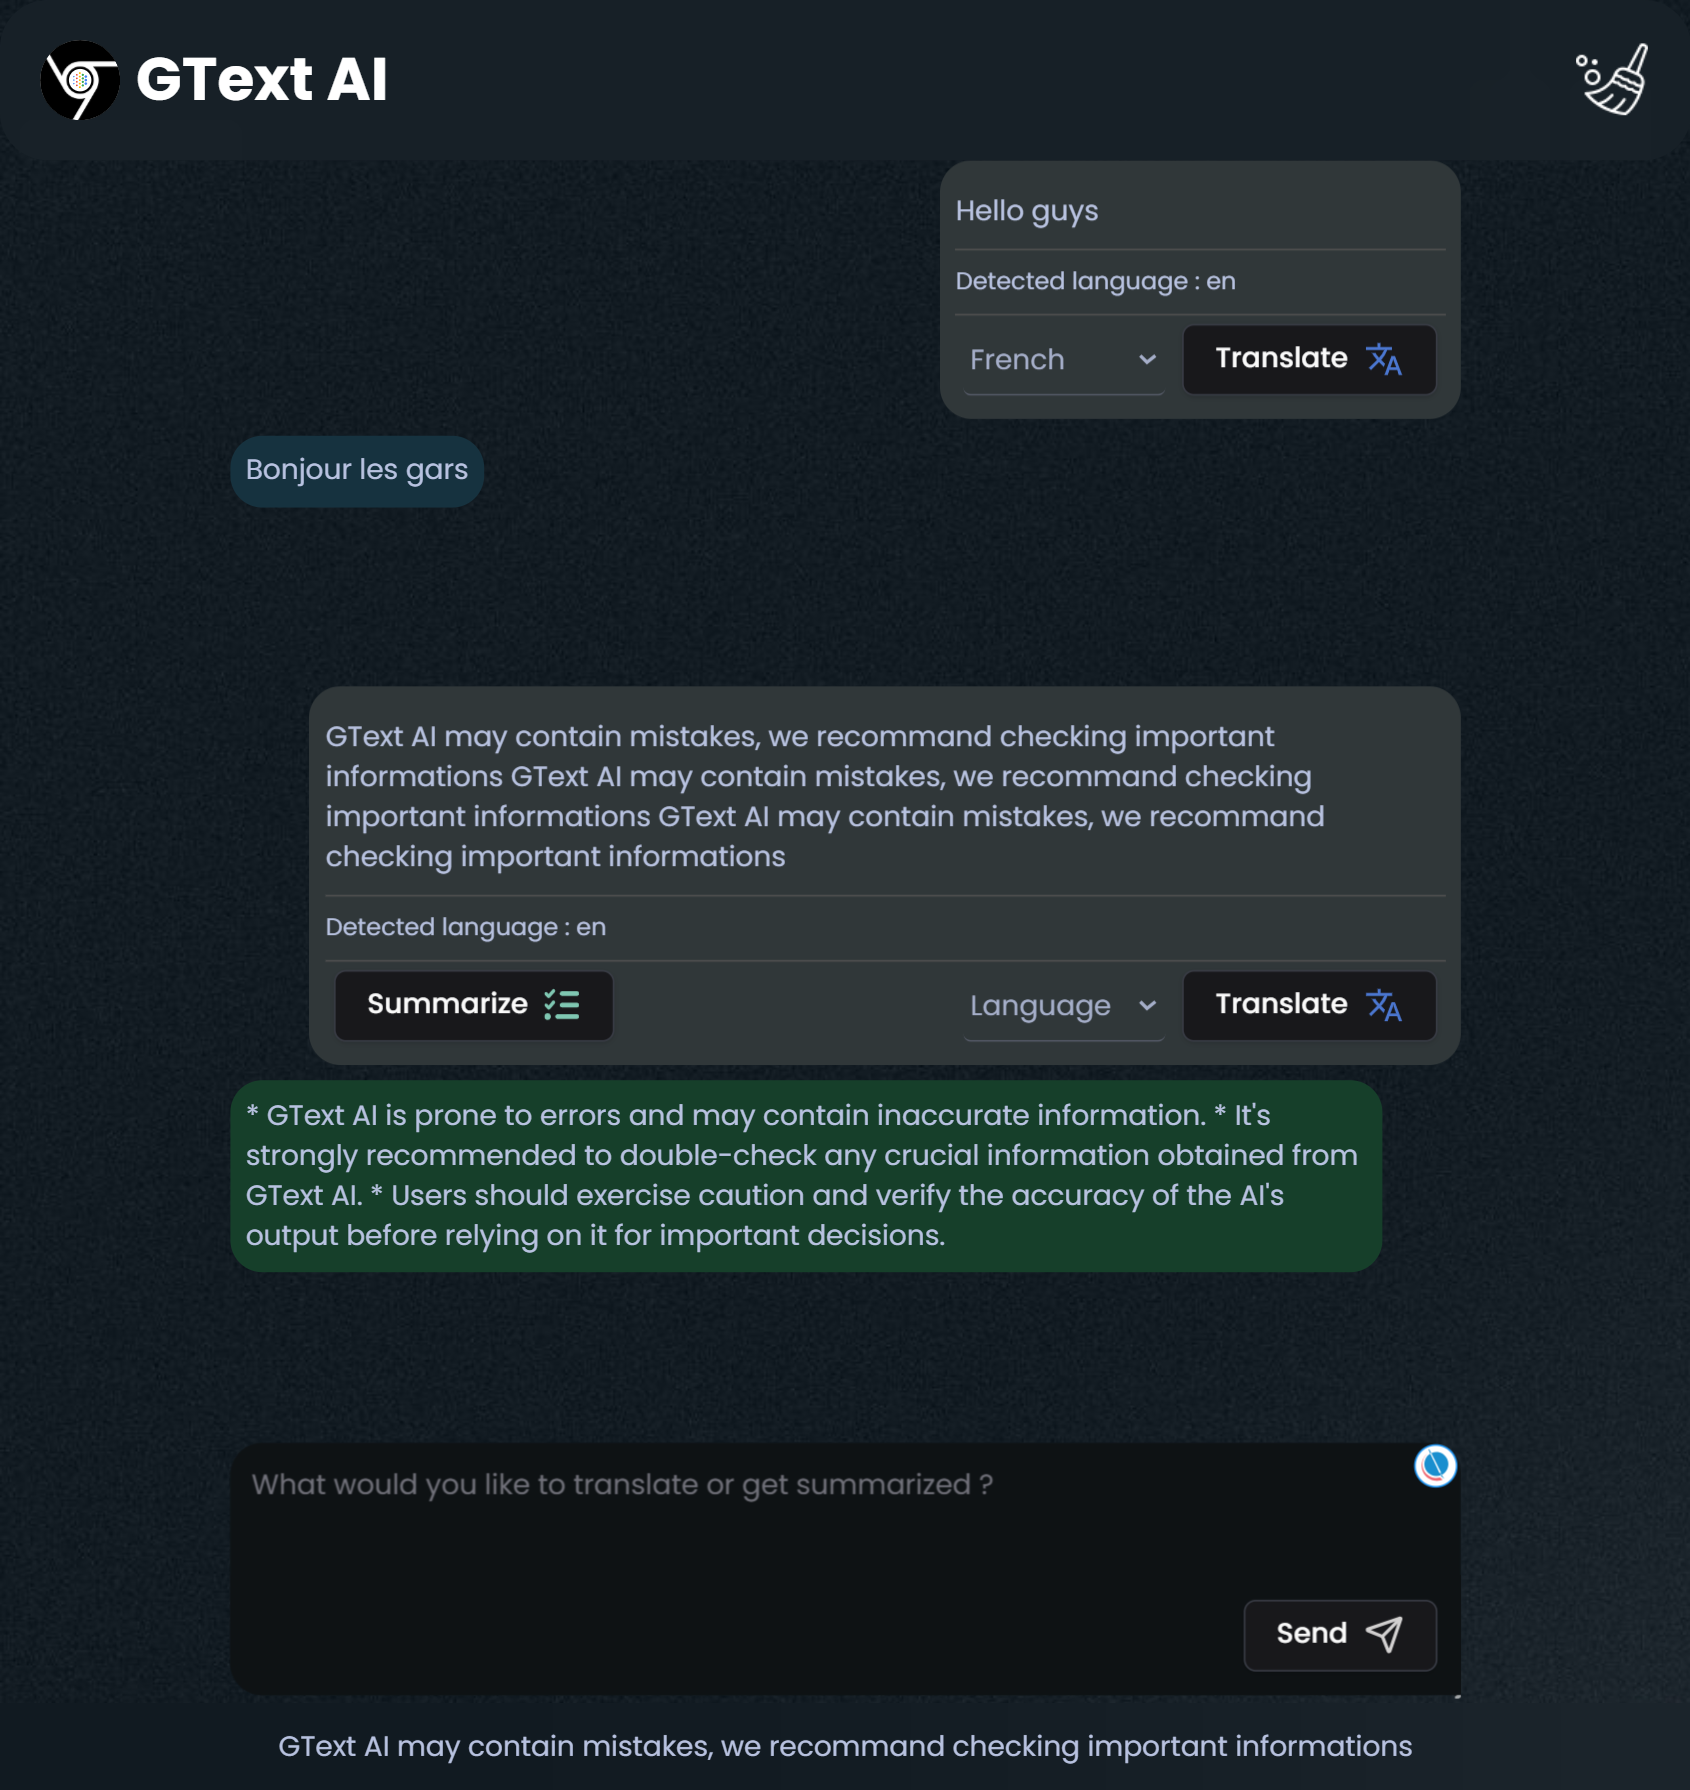 GText AI
Hello guys
Detected language : en
French
Translate
Bonjour les gars
GText AI may contain mistakes, we recommand checking important
informations GText AI may contain mistakes, we recommand checking
important informations GText AI may contain mistakes, we recommand
checking important informations
Detected language : en
Summarize
Language
Translate
* GText AI is prone to errors and may contain inaccurate information. * It's
strongly recommended to double-check any crucial information obtained from
GText AI. * Users should exercise caution and verify the accuracy of the AI's
output before relying on it for important decisions.
What would you like to translate or get summarized ?
Send
GText AI may contain mistakes, we recommand checking important informations